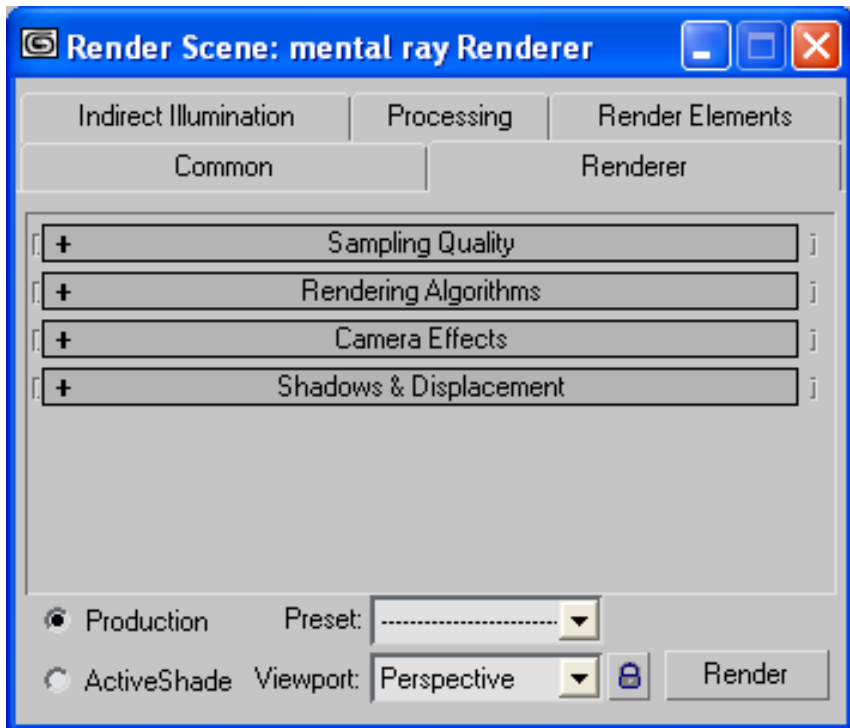 Render Scene: mental ray Renderer
Indirect Illumination Processing Render Elements
Common Renderer
+ Sampling Quality
+ Rendering Algorithms
+ Camera Effects
+ Shadows & Displacement
Production Preset: --------------------
ActiveShade Viewport: Perspective Render